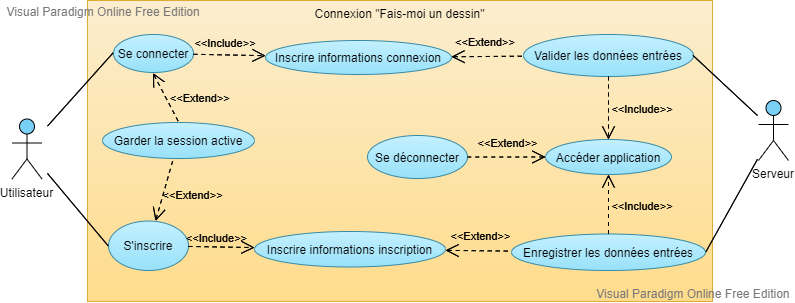 Visual Paradigm Online Free Edition
Connexion "Fais-moi un dessin"
Se connecter
<<Include>>
Inscrire informations connexion
<<Extend>>
Valider les données entrées
<<Extend>>
<<Include>>
Garder la session active
Se déconnecter
<<Extend>>
Accéder application
Utilisateur
Serveur
<<Extend>>
<<Include>>
S'inscrire
<<Include>>
Inscrire informations inscription
<<Extend>>
Enregistrer les données entrées
Visual Paradigm Online Free Edition